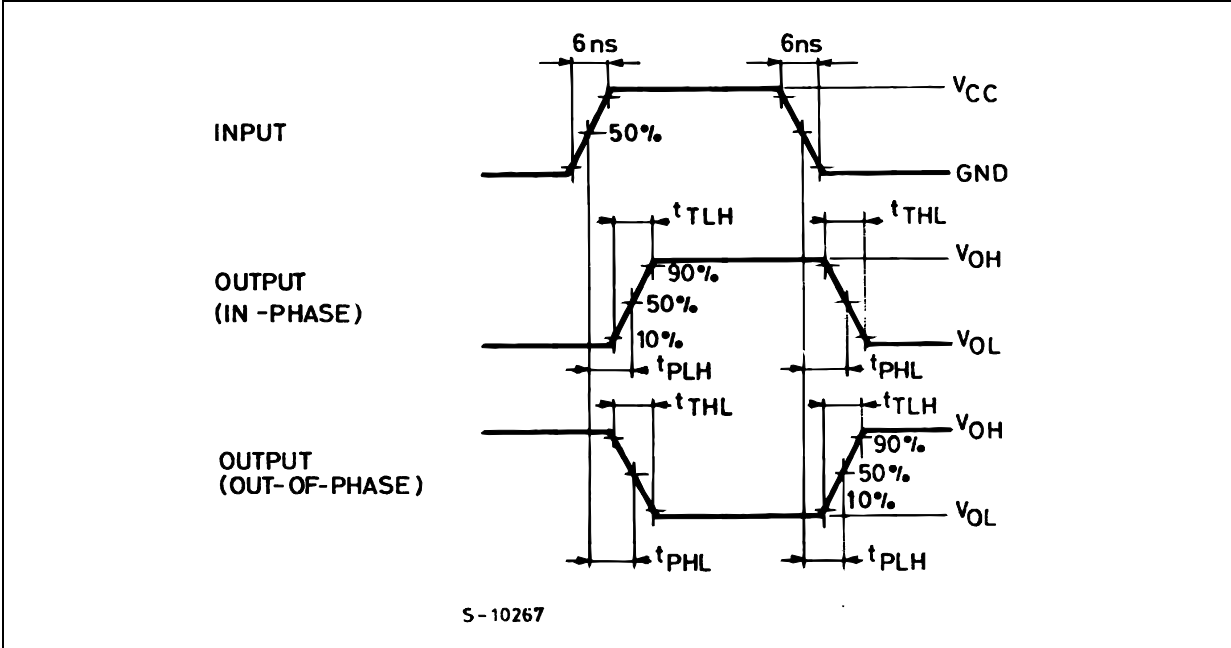 6ns 6ns
VCC
INPUT 50%
GND
tTLH tTHL
VOH
90%
OUTPUT
(IN-PHASE) 50%
10% VOL
tPLH tPHL
tTHL tTLH
VOH
90%
OUTPUT 50%
(OUT-OF-PHASE)
10% VOL
tPHL tPLH
S-10267